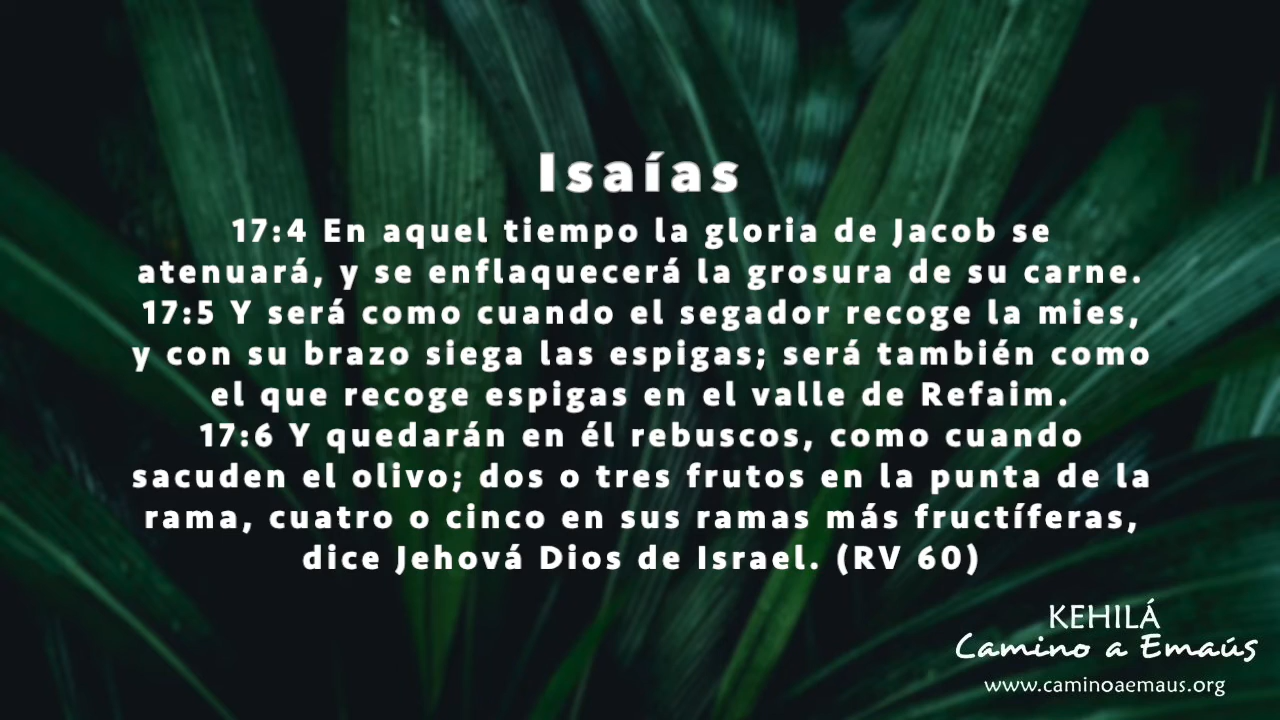 Isaías
17:4 En aquel tiempo la gloria de Jacob se
atenuará, y se enflaquecerá la grosura de su carne.
17:5 Y será como cuando el segador recoge la mies,
y con su brazo siega las espigas; será también como
el que recoge espigas en el valle de Refaim.
17:6 Y quedarán en él rebuscos, como cuando
sacuden el olivo; dos o tres frutos en la punta de la
rama, cuatro o cinco en sus ramas más fructíferas,
dice Jehová Dios de Israel. (RV 60)
KEHILÁ
Camino a Emaús
www.caminoaemaus.org